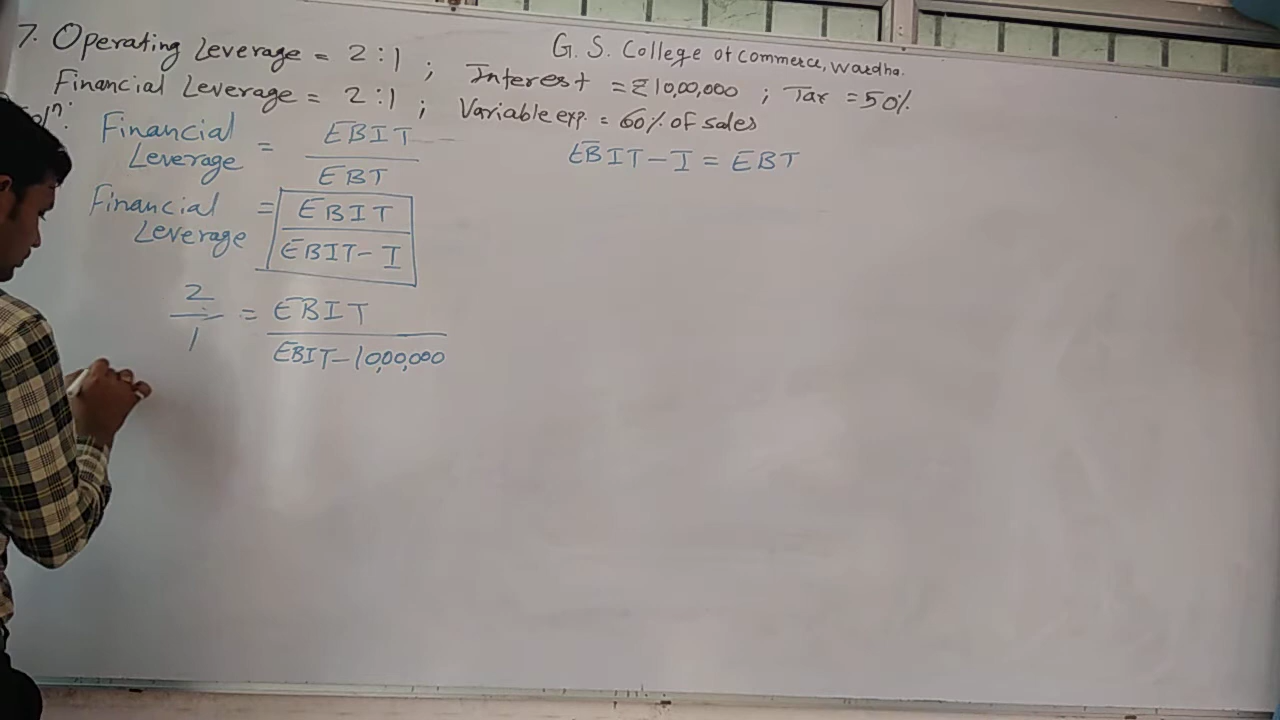 7. Operating Leverage = 2:1 ;
G. S. College of Commerce, Wardha.
Interest = ₹10,00,000 ; Tax = 50%
Financial Leverage = 2:1 ; Variable exp. = 60% of sales
Financial Leverage = EBIT / EBT
EBIT - I = EBT
Financial Leverage = EBIT / EBIT - I
2 / 1 = EBIT / EBIT - 10,00,000